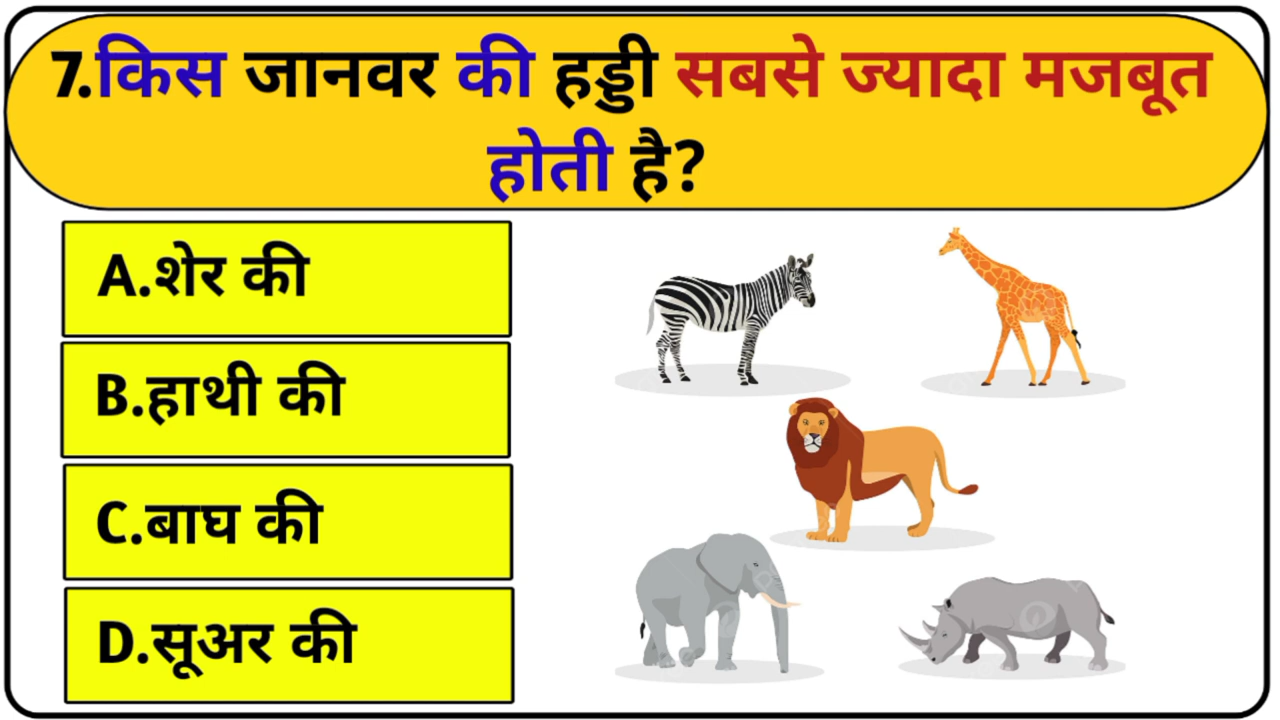 7.किस जानवर की हड्डी सबसे ज्यादा मजबूत
होती है?
A.शेर की
B.हाथी की
C.बाघ की
D.सूअर की